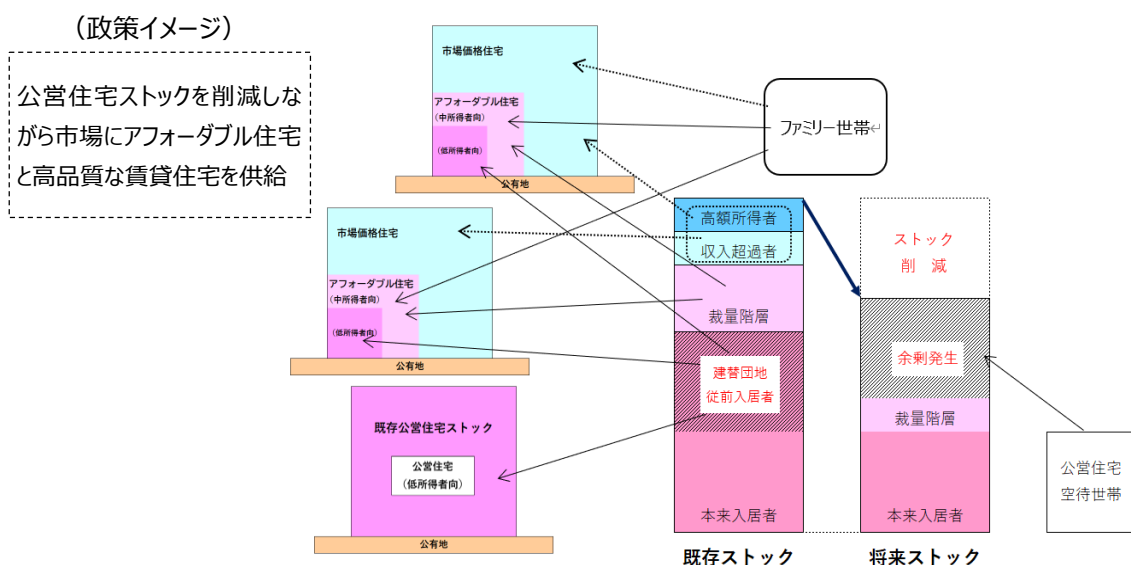 （政策イメージ）
公営住宅ストックを削減しな
がら市場にアフォーダブル住宅
と高品質な賃貸住宅を供給
市場価格住宅
アフォーダブル住宅
（中所得者向）
（低所得者向）
公有地
ファミリー世帯↵
市場価格住宅
アフォーダブル住宅
（中所得者向）
（低所得者向）
公有地
既存公営住宅ストック
公営住宅
（低所得者向）
公有地
高額所得者
収入超過者
裁量階層
建替団地
従前入居者
本来入居者
既存ストック
ストック
削　減
余剰発生
裁量階層
本来入居者
将来ストック
公営住宅
空待世帯